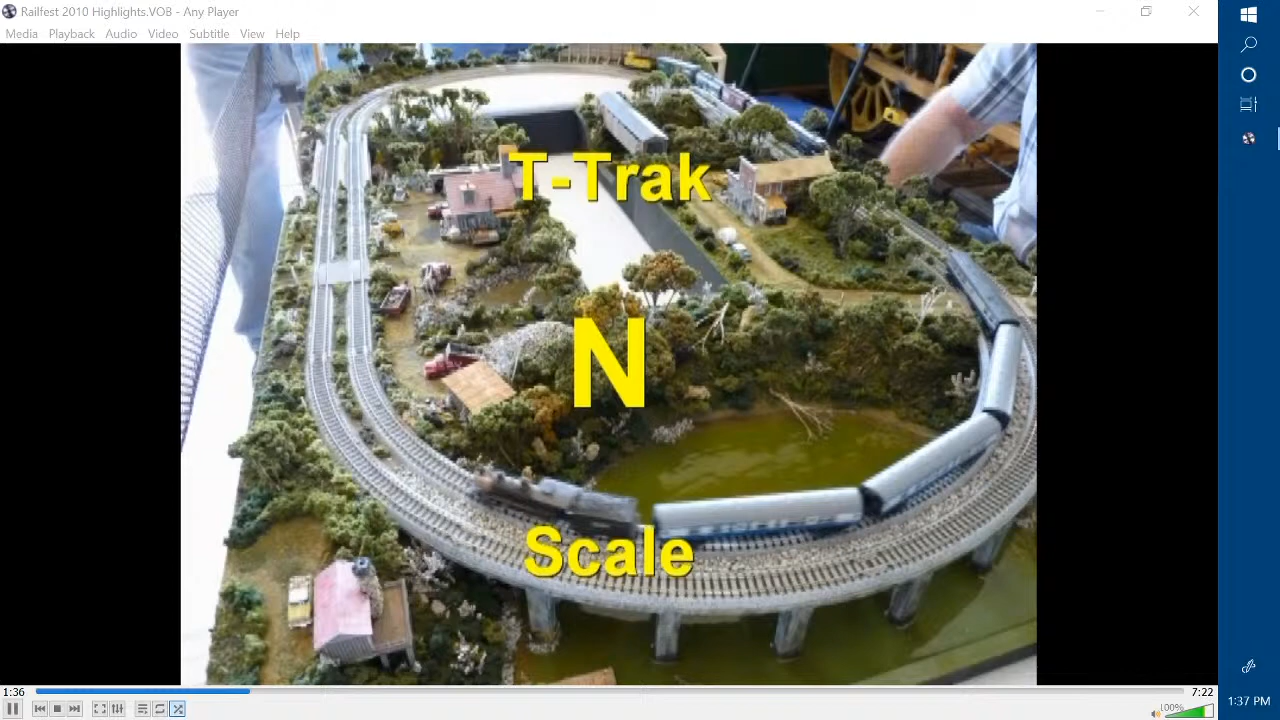 Railfest 2010 Highlights.VOB - Any Player
Media Playback Audio Video Subtitle View Help
T-Trak
N
Scale
1:36
7:22
100%
1:37 PM